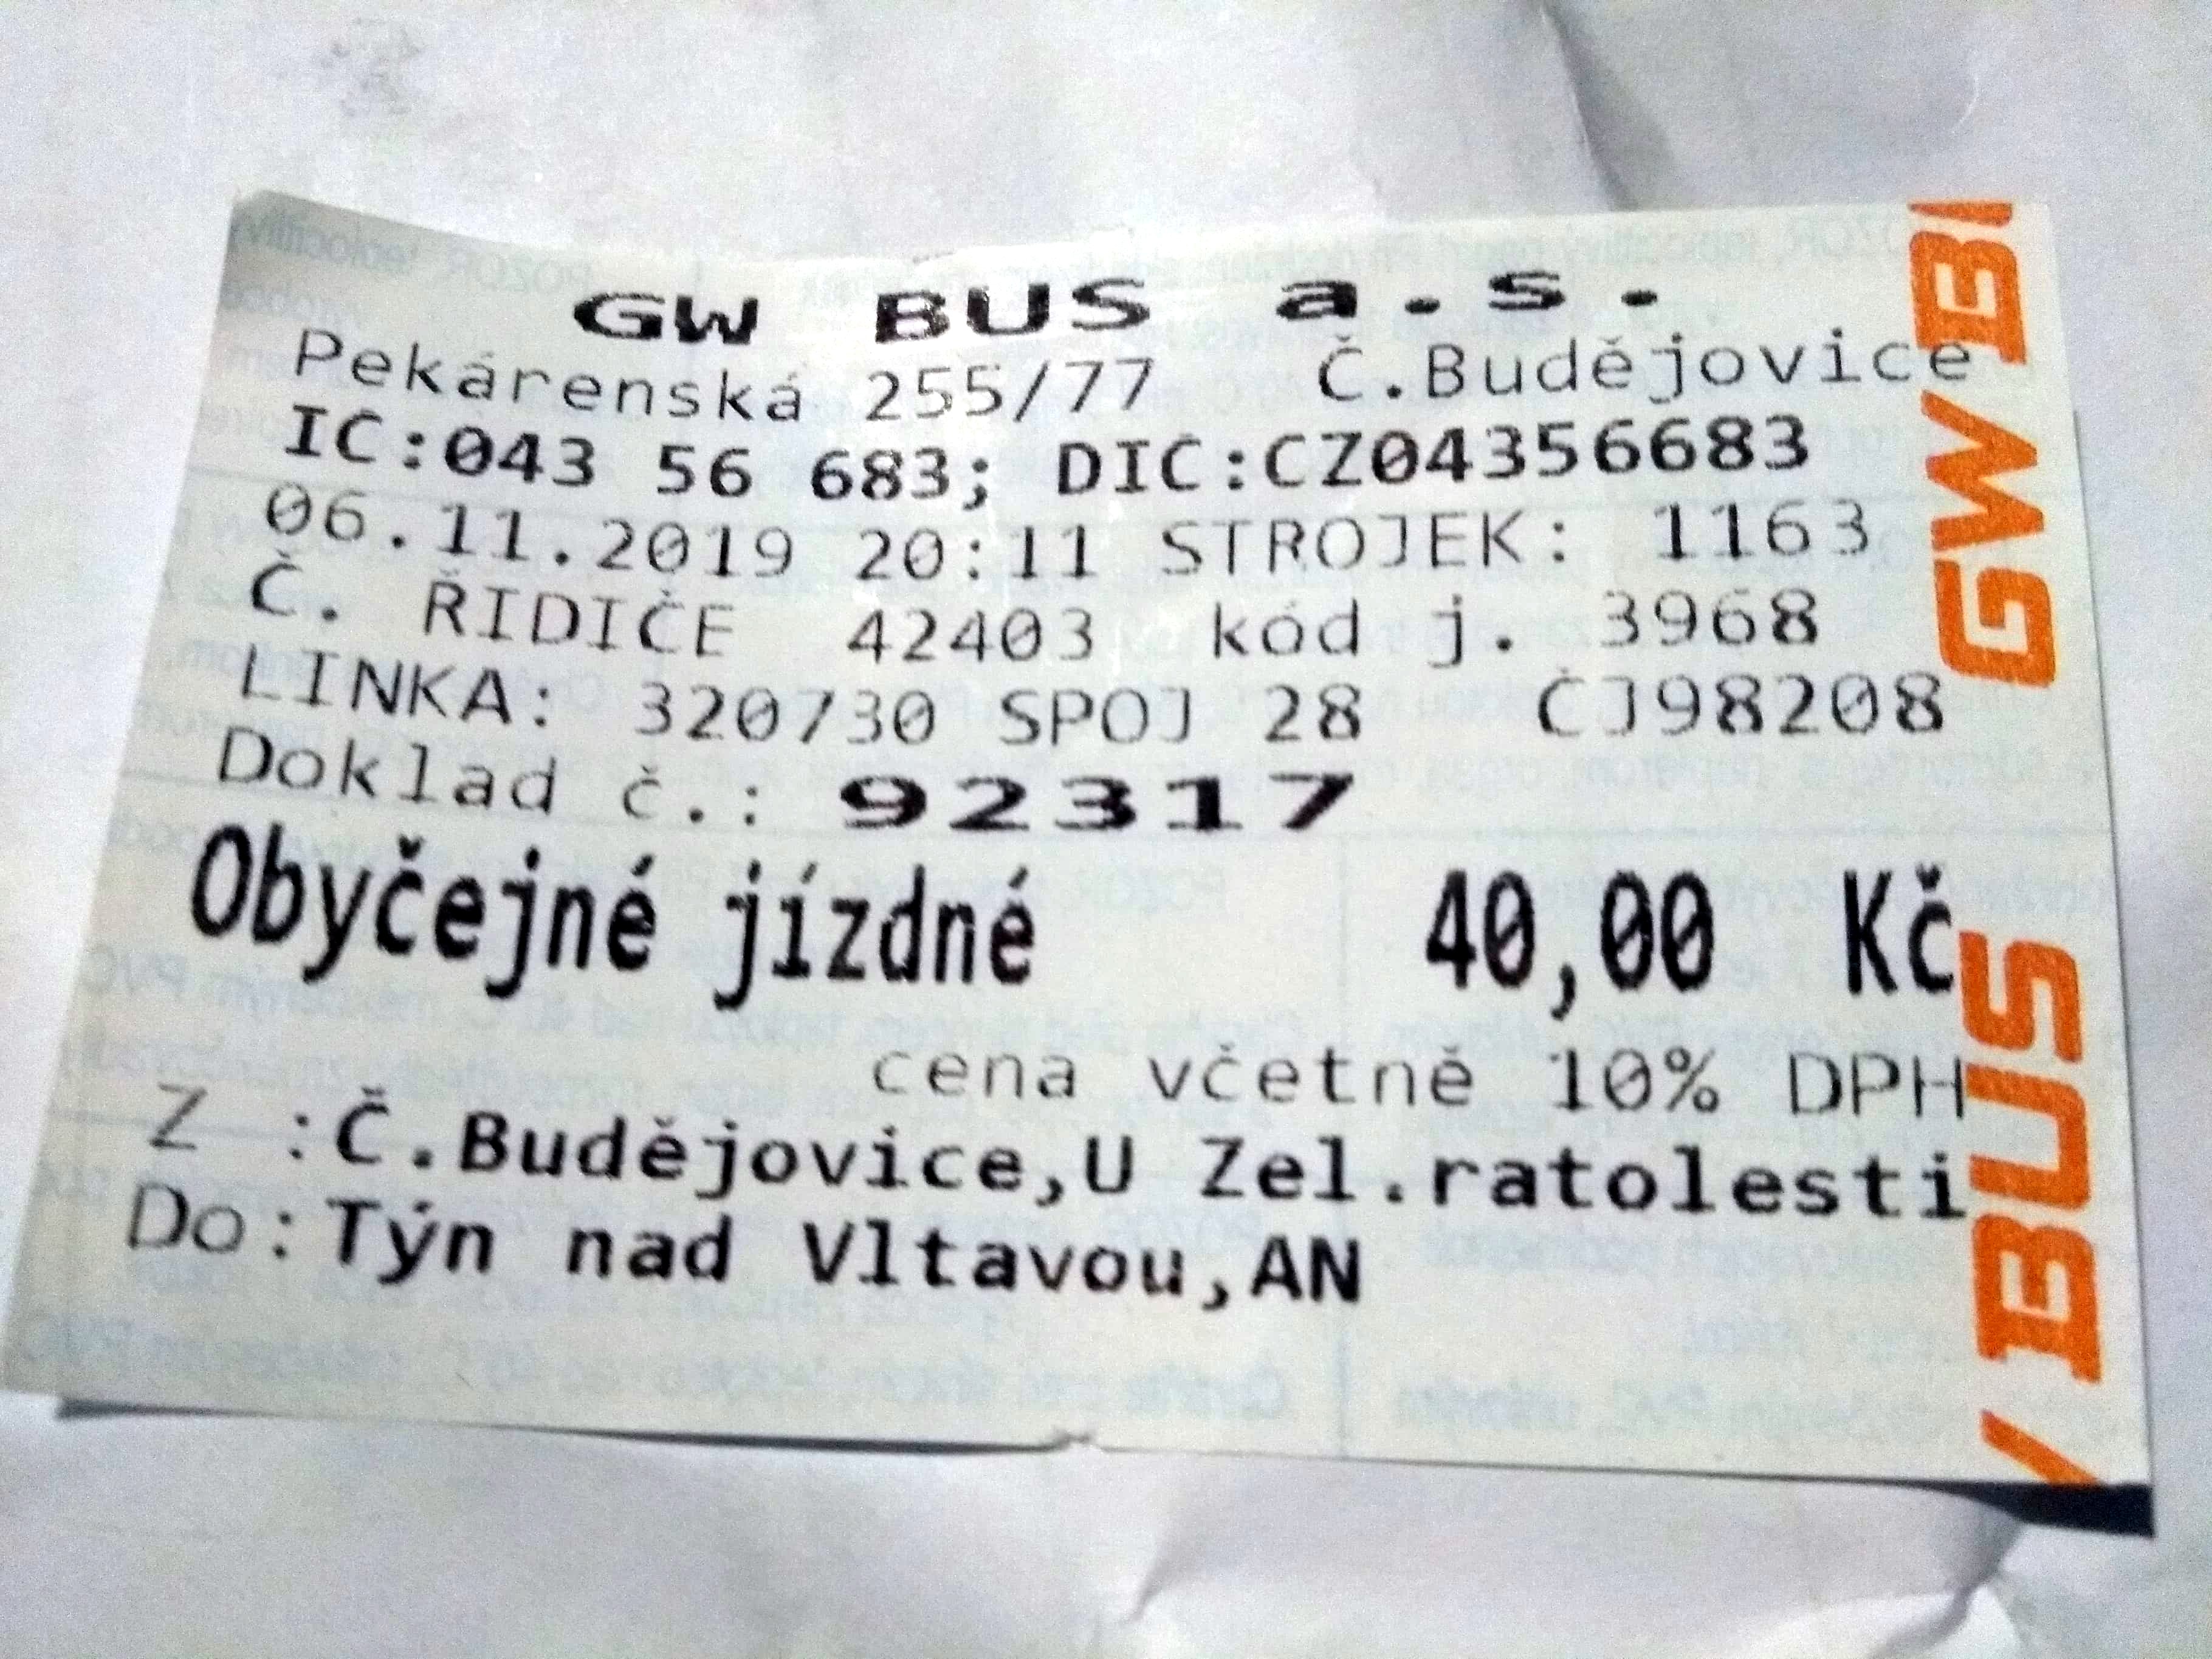 GW BUS a.s.
Pekárenská 255/77 Č.Budějovice
IC:043 56 683; DIC:CZ04356683
06.11.2019 20:11 STROJEK: 1163
Č. ŘIDIČE 42403 kód j. 3968
LINKA: 320730 SPOJ 28 ČJ98208
Doklad č.: 92317
Obyčejné jízdné 40,00 Kč
cena včetně 10% DPH
Z :Č.Budějovice,U Zel.ratolesti
Do:Týn nad Vltavou,AN
GW BUS
BUS